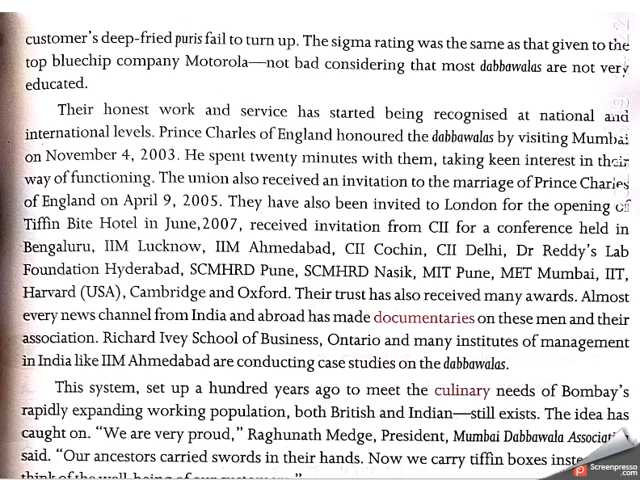 customer's deep-fried puris fail to turn up. The sigma rating was the same as that given to the
top bluechip company Motorola—not bad considering that most dabbawalas are not very
educated.
Their honest work and service has started being recognised at national and
international levels. Prince Charles of England honoured the dabbawalas by visiting Mumbai
on November 4, 2003. He spent twenty minutes with them, taking keen interest in their
way of functioning. The union also received an invitation to the marriage of Prince Charles
of England on April 9, 2005. They have also been invited to London for the opening of
Tiffin Bite Hotel in June,2007, received invitation from CII for a conference held in
Bengaluru, IIM Lucknow, IIM Ahmedabad, CII Cochin, CII Delhi, Dr Reddy's Lab
Foundation Hyderabad, SCMHRD Pune, SCMHRD Nasik, MIT Pune, MET Mumbai, IIT,
Harvard (USA), Cambridge and Oxford. Their trust has also received many awards. Almost
every news channel from India and abroad has made documentaries on these men and their
association. Richard Ivey School of Business, Ontario and many institutes of management
in India like IIM Ahmedabad are conducting case studies on the dabbawalas.
This system, set up a hundred years ago to meet the culinary needs of Bombay's
rapidly expanding working population, both British and Indian—still exists. The idea has
caught on. "We are very proud," Raghunath Medge, President, Mumbai Dabbawala
said. "Our ancestors carried swords in their hands. Now we carry tiffin boxes
think of the well-being of our
Screenpresso